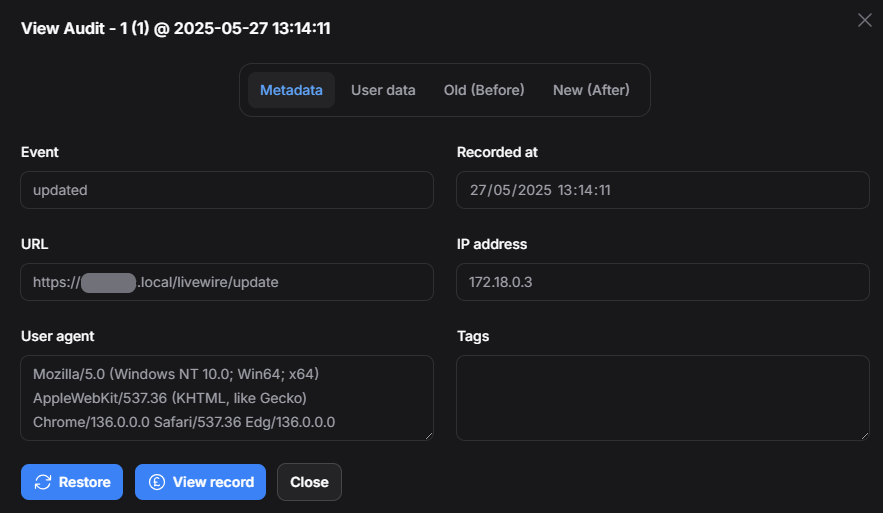 View Audit - 1 (1) @ 2025-05-27 13:14:11
Metadata User data Old (Before) New (After)
Event Recorded at
updated 27/05/2025 13:14:11
URL IP address
https://.local/livewire/update 172.18.0.3
User agent Tags
Mozilla/5.0 (Windows NT 10.0; Win64; x64)
AppleWebKit/537.36 (KHTML, like Gecko)
Chrome/136.0.0.0 Safari/537.36 Edg/136.0.0.0
Restore £ View record Close